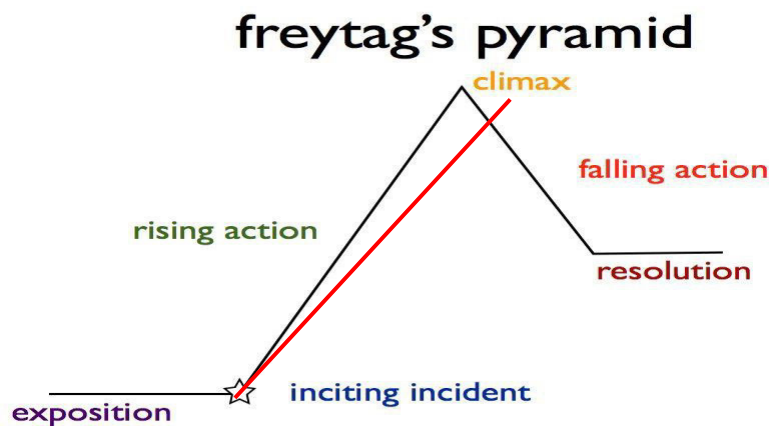 freytag's pyramid
climax
falling action
rising action
resolution
inciting incident
exposition